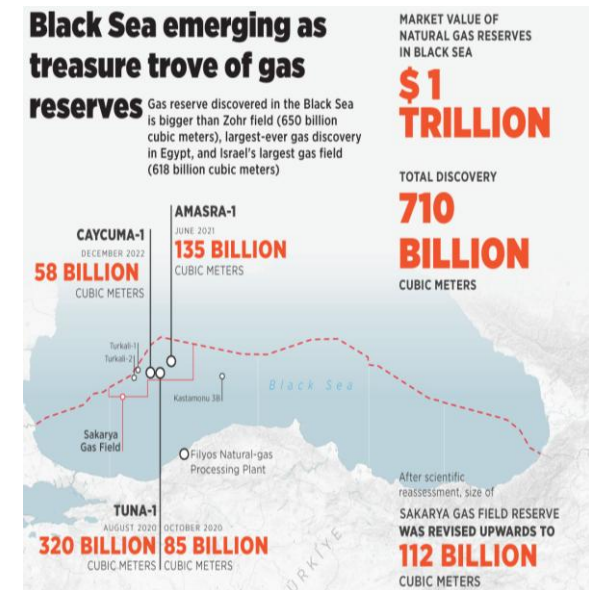 Black Sea emerging as
treasure trove of gas
reserves
Gas reserve discovered in the Black Sea
is bigger than Zohr field (650 billion
cubic meters), largest-ever gas discovery
in Egypt, and Israel's largest gas field
(618 billion cubic meters)
MARKET VALUE OF
NATURAL GAS RESERVES
IN BLACK SEA
$ 1
TRILLION
TOTAL DISCOVERY
710
BILLION
CUBIC METERS
AMASRA-1
JUNE 2021
135 BILLION
CUBIC METERS
CAYCUMA-1
DECEMBER 2022
58 BILLION
CUBIC METERS
Turkali-1
Turkali-2
Kastamonu 3B
Black Sea
Sakarya
Gas Field
Filyos Natural-gas
Processing Plant
TUNA-1
AUGUST 2020
320 BILLION
CUBIC METERS
OCTOBER 2020
85 BILLION
CUBIC METERS
ÜRKİYE
After scientific
reassessment, size of
SAKARYA GAS FIELD RESERVE
WAS REVISED UPWARDS TO
112 BILLION
CUBIC METERS